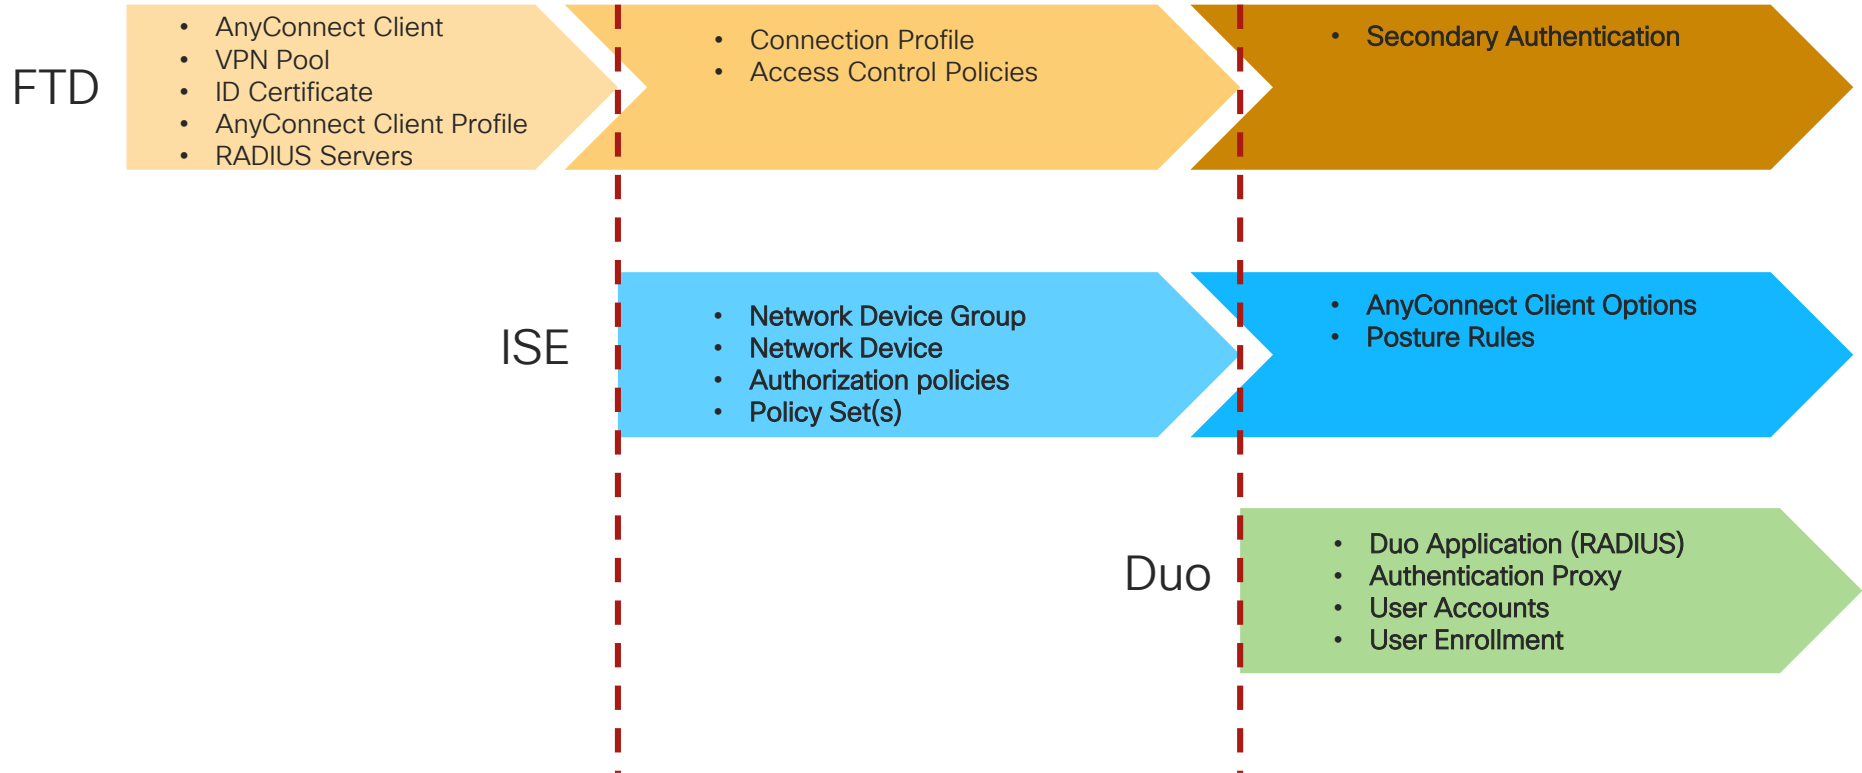 FTD
• AnyConnect Client
• VPN Pool
• ID Certificate
• AnyConnect Client Profile
• RADIUS Servers
• Connection Profile
• Access Control Policies
• Secondary Authentication
ISE
• Network Device Group
• Network Device
• Authorization policies
• Policy Set(s)
• AnyConnect Client Options
• Posture Rules
Duo
• Duo Application (RADIUS)
• Authentication Proxy
• User Accounts
• User Enrollment